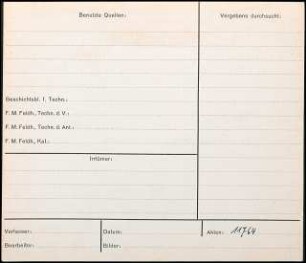 Benutzte Quellen:
Vergebens durchsucht:
Geschichtsbl. f. Techn.:
F. M. Feldh., Techn. d. V.:
F. M. Feldh., Techn. d. Ant.:
F. M. Feldh., Kal.:
Irrtümer:
Verfasser:
Datum:
Akten: 11764
Bearbeiter:
Bilder: